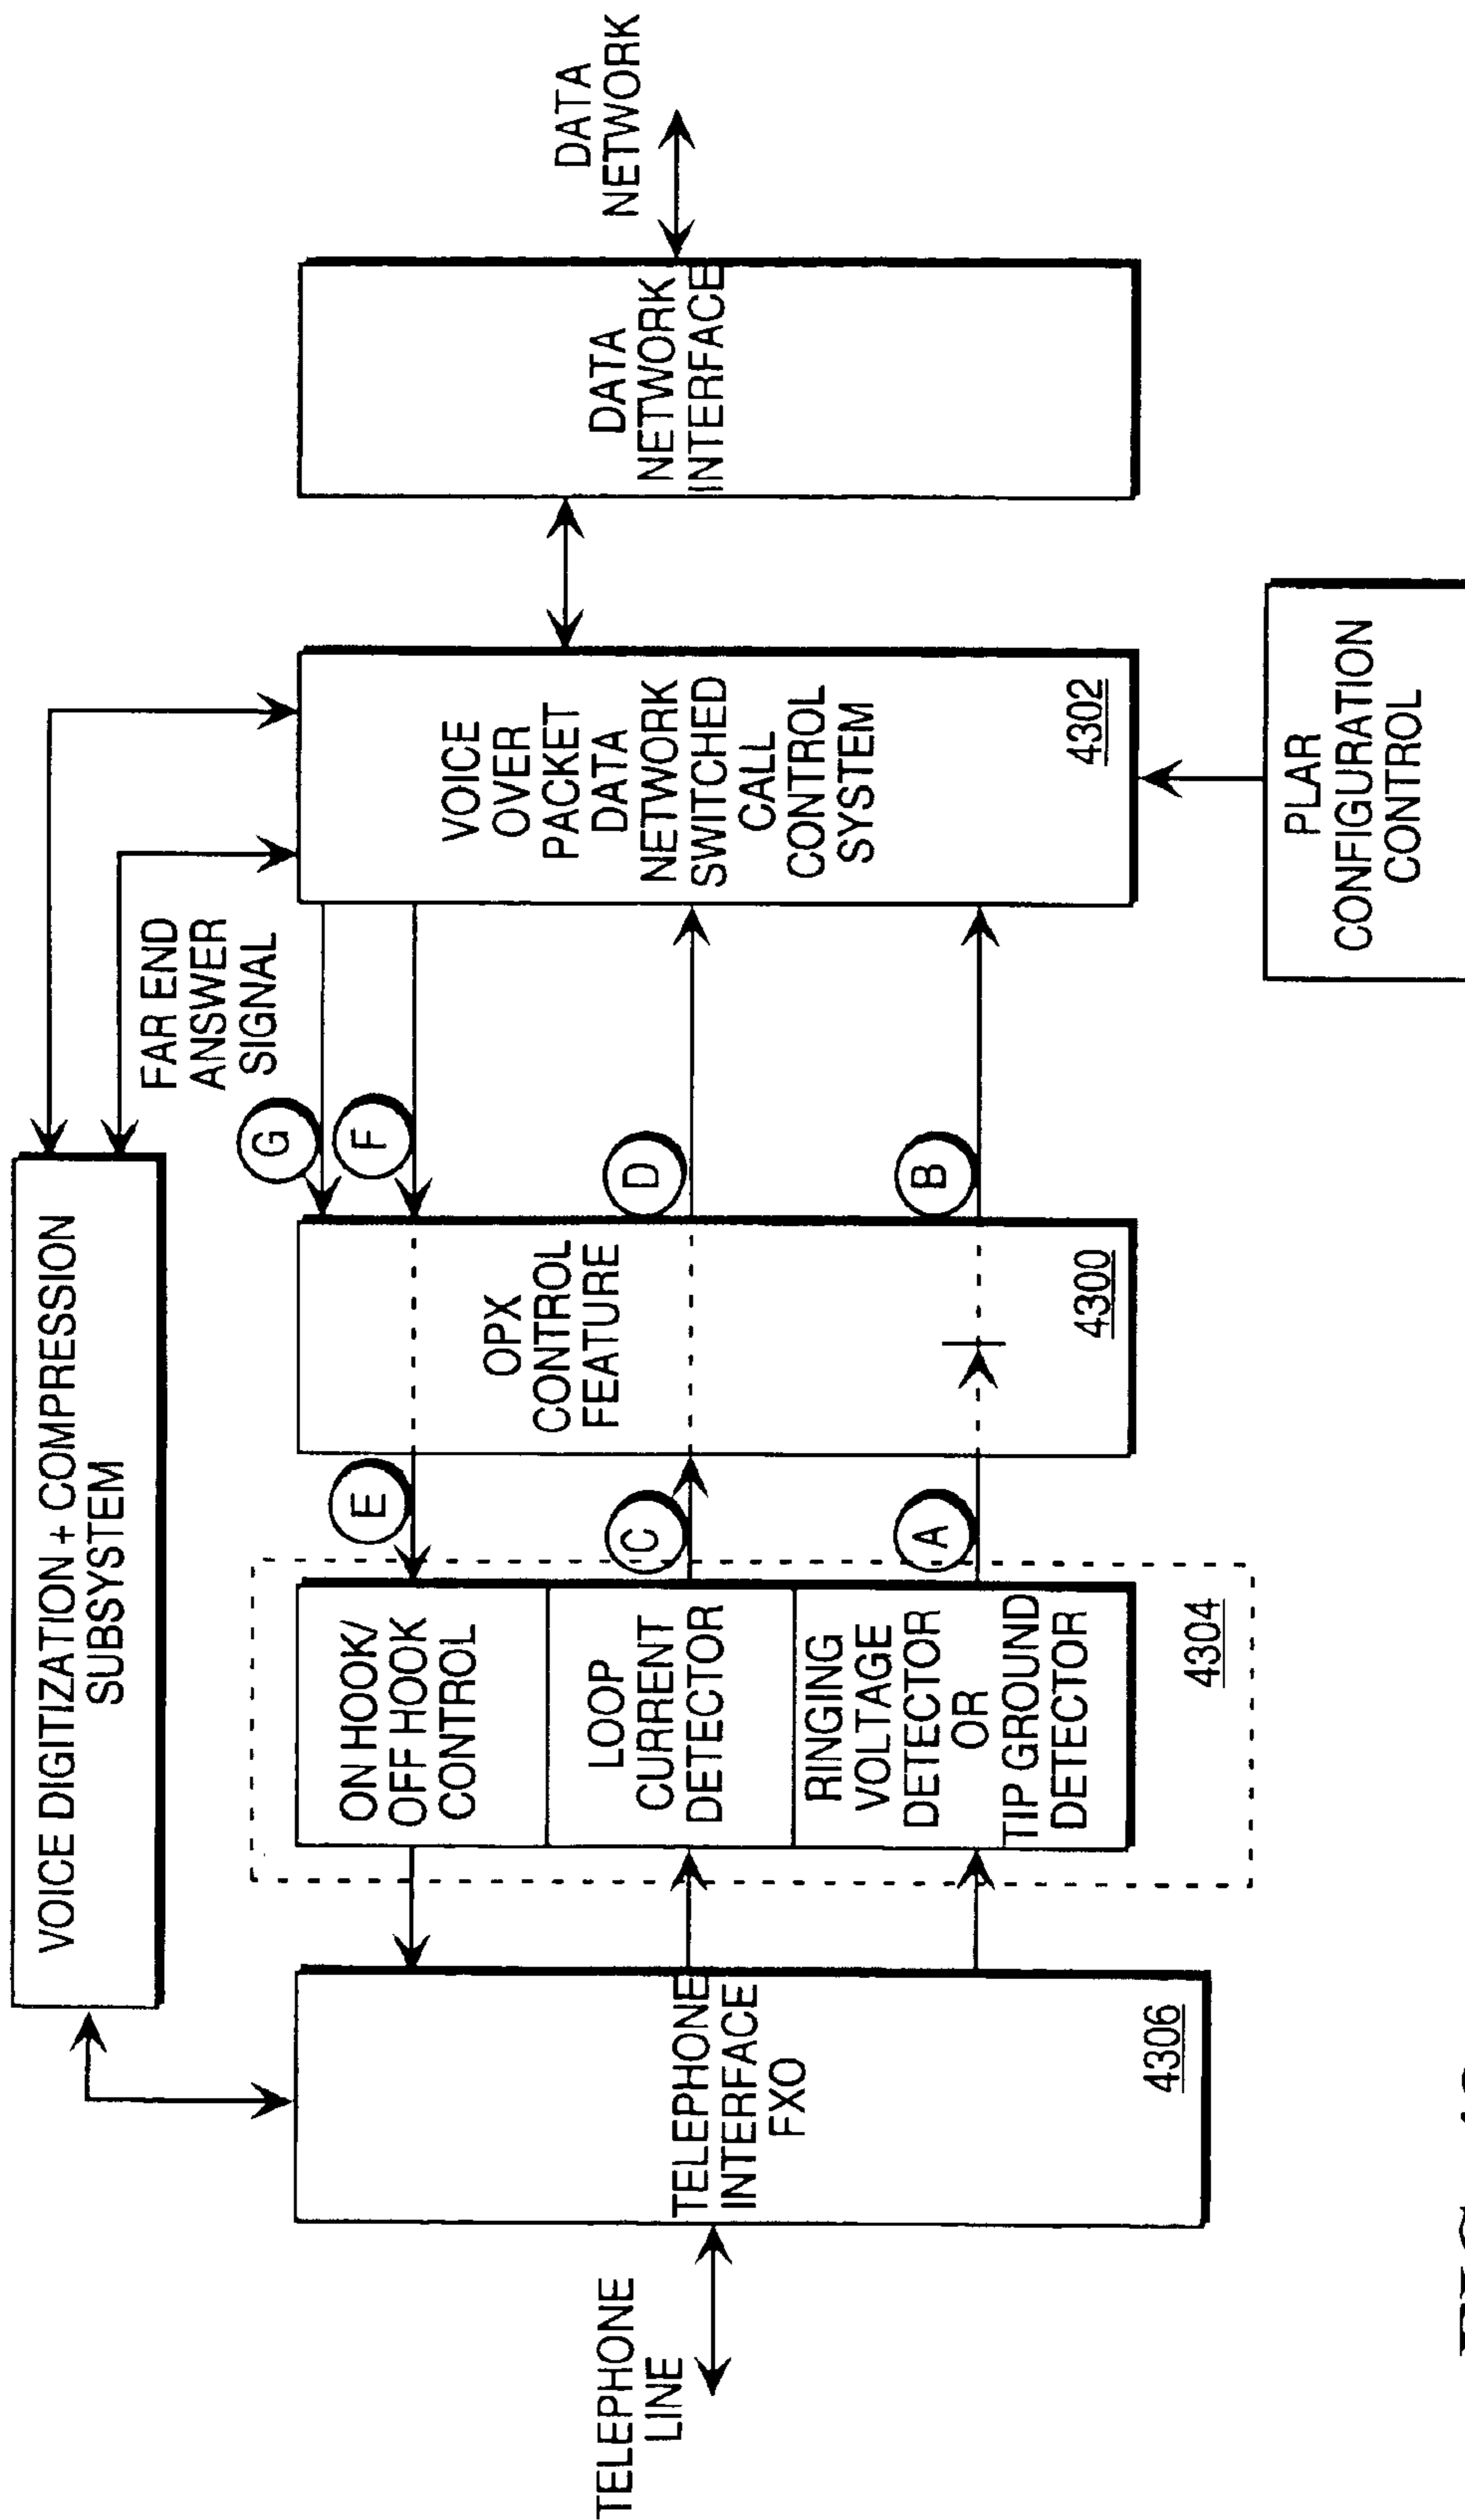 VOICE DIGITIZATION + COMPRESSION
SUBSYSTEM
FAR END
ANSWER
SIGNAL
TELEPHONE
LINE
TELEPHONE
INTERFACE
FXO
4306
ON HOOK/
OFF HOOK
CONTROL
LOOP
CURRENT
DETECTOR
RINGING
VOLTAGE
DETECTOR
OR
TIP GROUND
DETECTOR
4304
E
C
A
OPX
CONTROL
FEATURE
4300
G
F
D
B
VOICE
OVER
PACKET
DATA
NETWORK
SWITCHED
CALL
CONTROL
SYSTEM
4302
DATA
NETWORK
INTERFACE
DATA
NETWORK
PLAR
CONFIGURATION
CONTROL